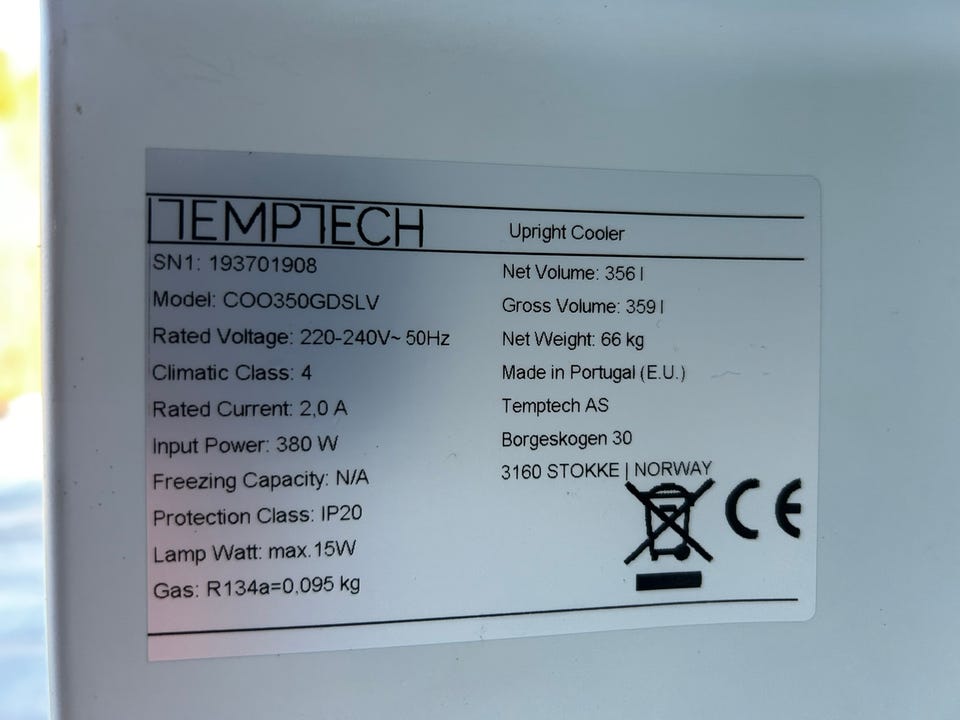 TEMPTECH
Upright Cooler
SN1: 193701908
Model: COO350GDSLV
Rated Voltage: 220-240V~ 50Hz
Climatic Class: 4
Rated Current: 2,0 A
Input Power: 380 W
Freezing Capacity: N/A
Protection Class: IP20
Lamp Watt: max.15W
Gas: R134a=0,095 kg
Net Volume: 356 l
Gross Volume: 359 l
Net Weight: 66 kg
Made in Portugal (E.U.)
Temptech AS
Borgeskogen 30
3160 STOKKE | NORWAY
CE